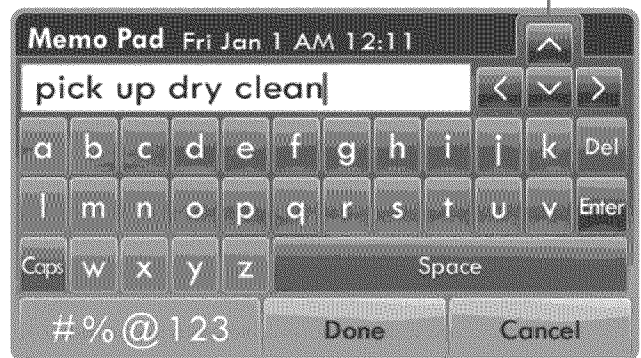 Memo Pad Fri Jan 1 AM 12:11
pick up dry clean
a b c d e f g h i j k Del
l m n o p q r s t u v Enter
Caps w x y z Space
#%@123 Done Cancel